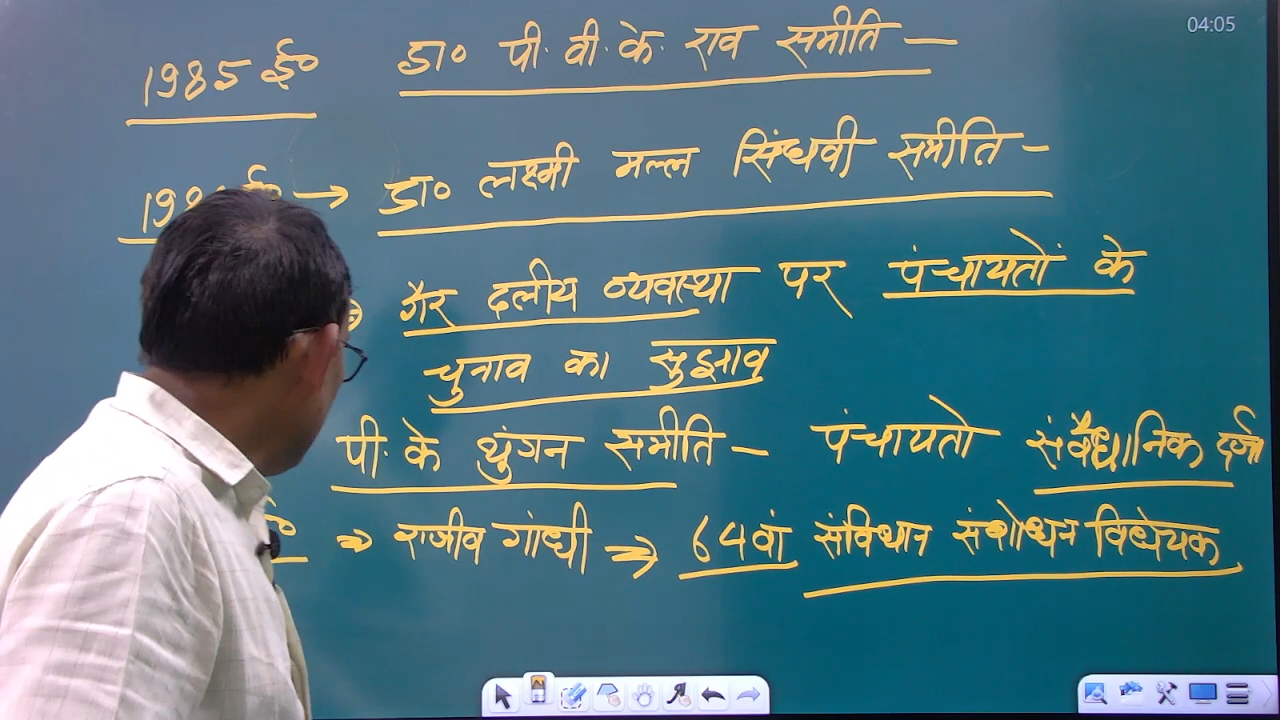 04:05
1985 ई० डा० पी. वी. के. राव समीति —
→ डा० लक्ष्मी मल्ल सिंघवी समीति —
गैर दलीय व्यवस्था पर पंचायतों के
चुनाव का सुझाव
पी. के थुंगन समीति — पंचायतो संवैधानिक दर्जा
ई० ⇒ राजीव गांधी ⇒ 64वां संविधान संशोधन विधेयक